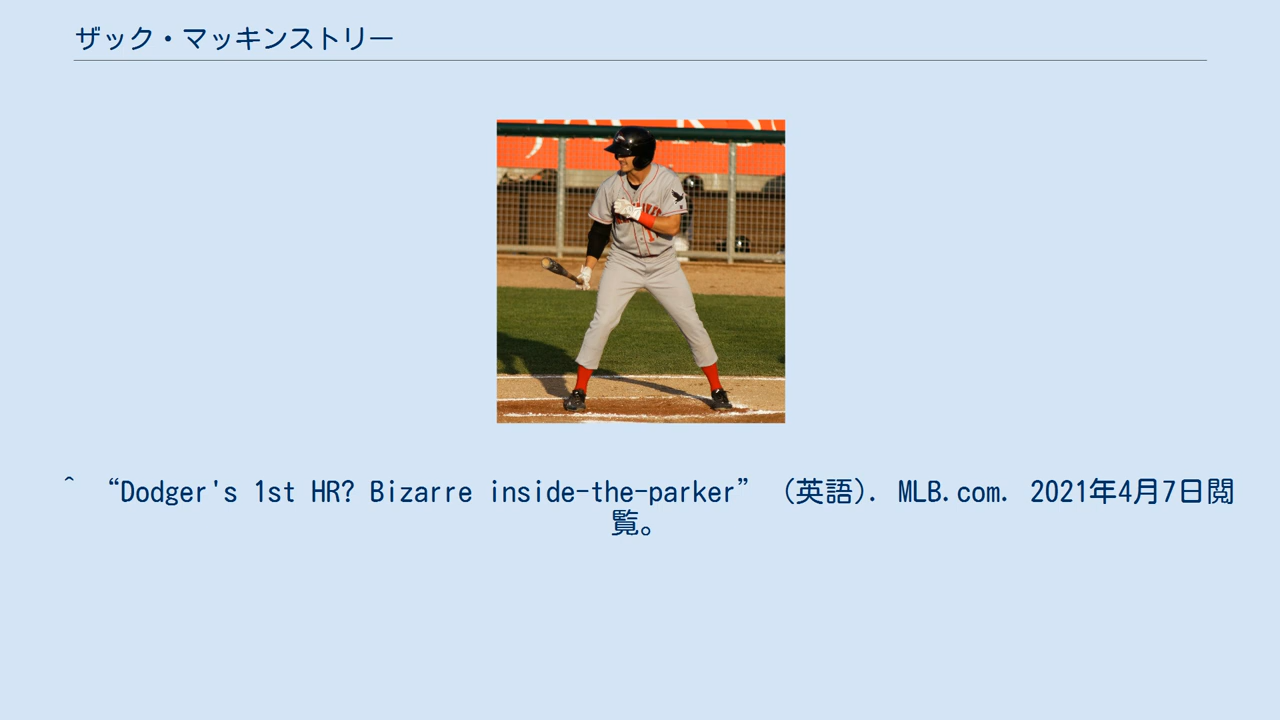 ザック・マッキンストリー
^ “Dodger's 1st HR? Bizarre inside-the-parker” (英語). MLB.com. 2021年4月7日閲
覧。